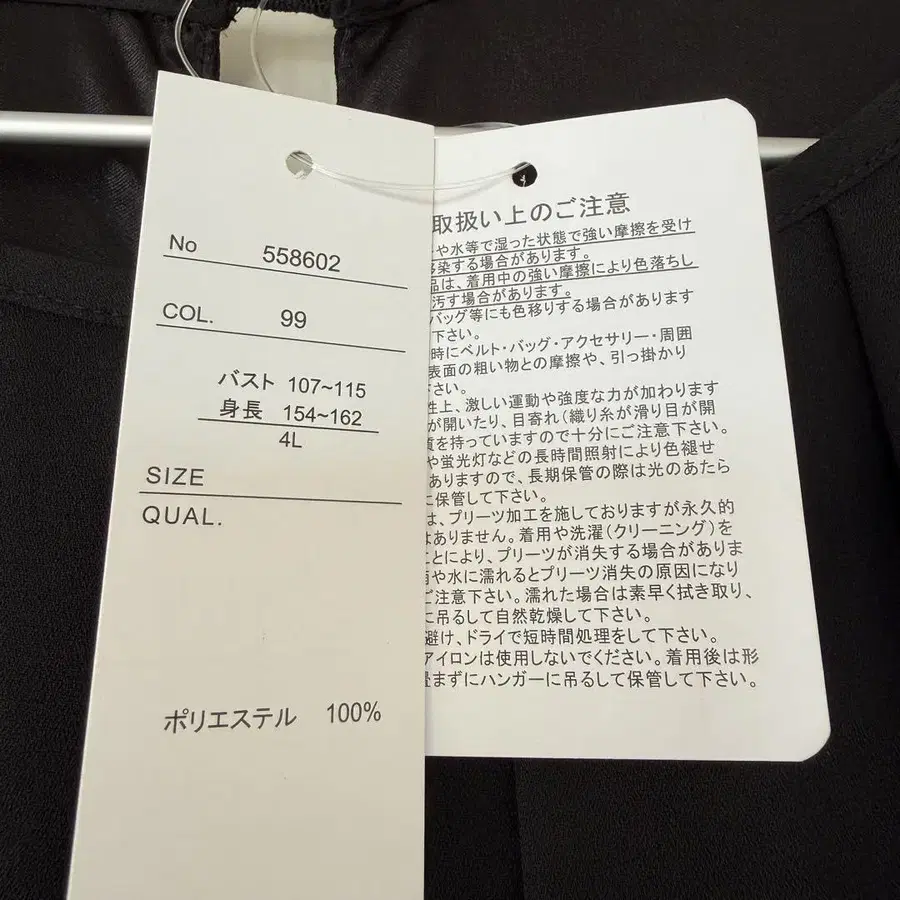 No 558602
COL. 99
バスト 107~115
身長 154~162
4L
SIZE
QUAL.
ポリエステル 100%
取扱い上のご注意
や水等で湿った状態で強い摩擦を受け
移染する場合があります。
品は、着用中の強い摩擦により色落ちし
汚す場合があります。
バッグ等にも色移りする場合があります
下さい。
時にベルト・バッグ・アクセサリー・周囲
表面の粗い物との摩擦や、引っ掛かり
さい。
性上、激しい運動や強度な力が加わります
が開いたり、目寄れ(織り糸が滑り目が開
質を持っていますので十分にご注意下さい。
や蛍光灯などの長時間照射により色褪せ
ありますので、長期保管の際は光のあたら
に保管して下さい。
は、プリーツ加工を施しておりますが永久的
はありません。着用や洗濯(クリーニング)を
ことにより、プリーツが消失する場合がありま
雨や水に濡れるとプリーツ消失の原因になり
ご注意下さい。濡れた場合は素早く拭き取り、
に吊るして自然乾燥して下さい。
避け、ドライで短時間処理をして下さい。
アイロンは使用しないでください。着用後は形
畳まずにハンガーに吊るして保管して下さい。